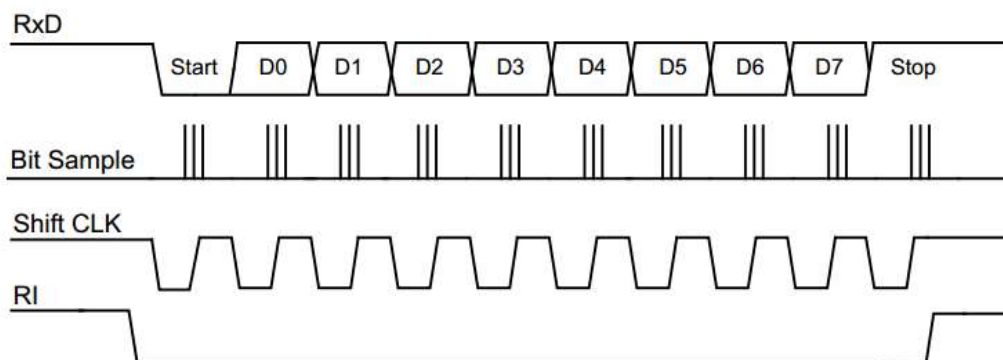 RxD
Start D0 D1 D2 D3 D4 D5 D6 D7 Stop
Bit Sample
Shift CLK
RI